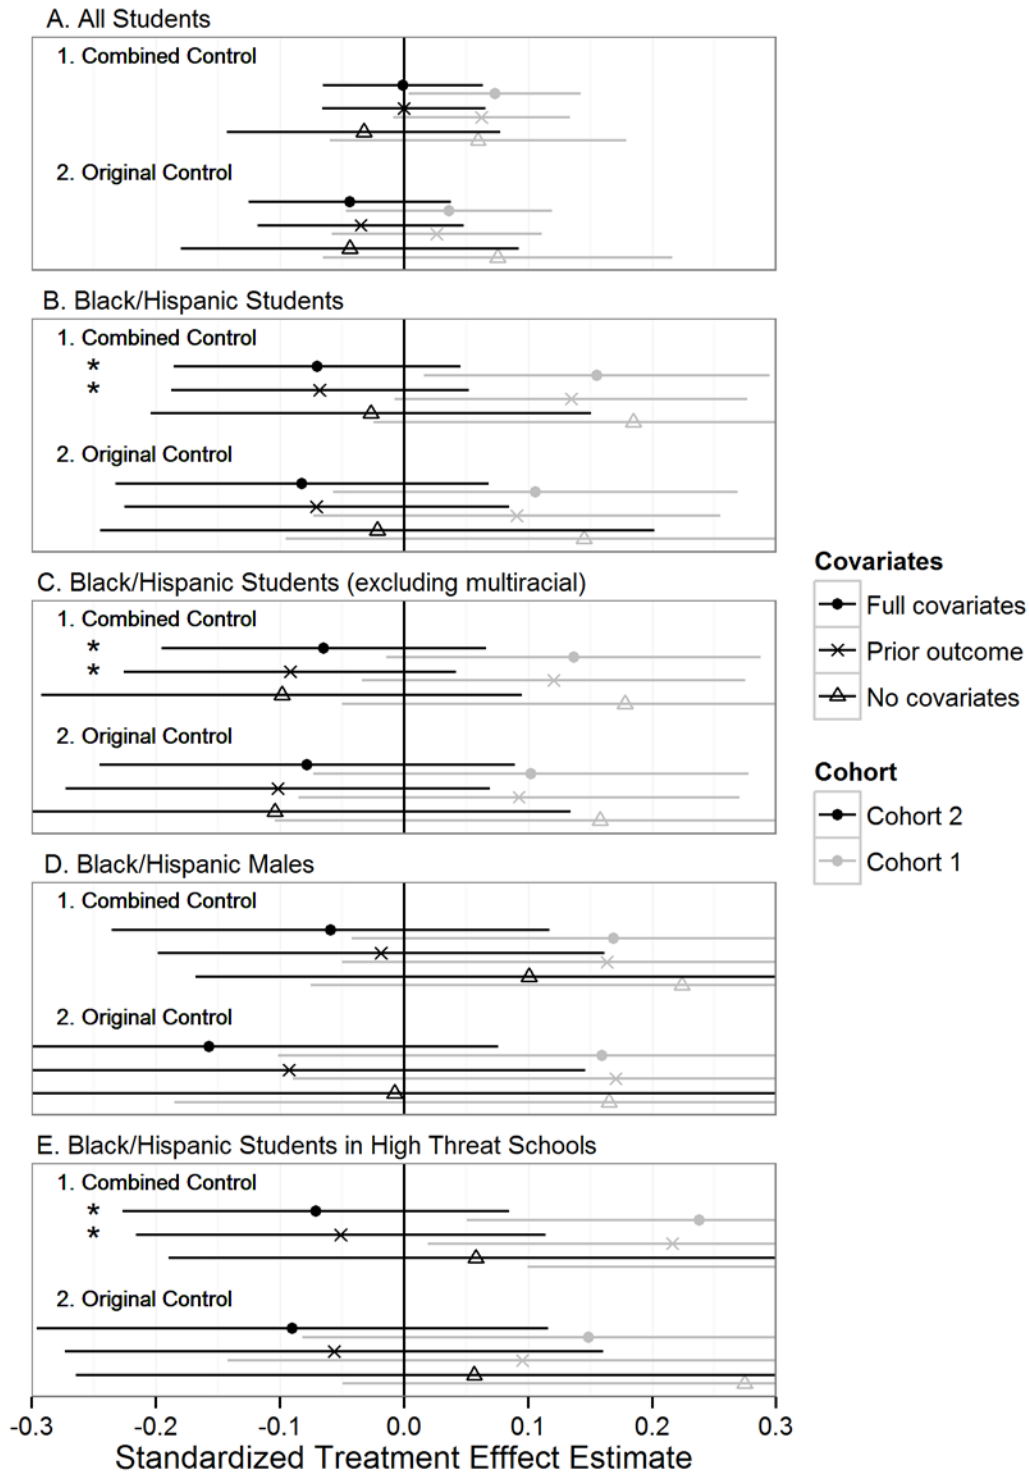 A. All Students
1. Combined Control
2. Original Control
B. Black/Hispanic Students
1. Combined Control
*
*
2. Original Control
C. Black/Hispanic Students (excluding multiracial)
1. Combined Control
*
*
2. Original Control
D. Black/Hispanic Males
1. Combined Control
2. Original Control
E. Black/Hispanic Students in High Threat Schools
1. Combined Control
*
*
2. Original Control
-0.3 -0.2 -0.1 0.0 0.1 0.2 0.3
Standardized Treatment Efffect Estimate
Covariates
Full covariates
Prior outcome
No covariates
Cohort
Cohort 2
Cohort 1